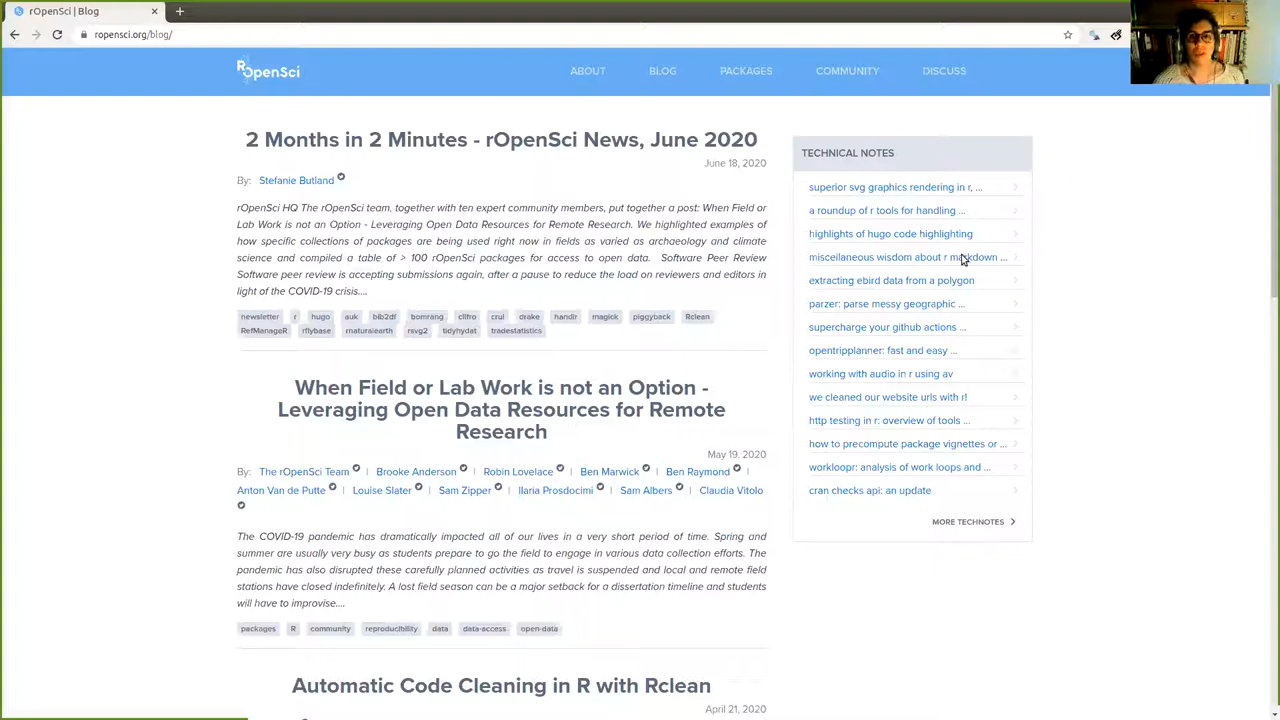 rOpenSci | Blog
ropensci.org/blog/
ROpenSci
ABOUT BLOG PACKAGES COMMUNITY DISCUSS
2 Months in 2 Minutes - rOpenSci News, June 2020
June 18, 2020
By: Stefanie Butland
rOpenSci HQ The rOpenSci team, together with ten expert community members, put together a post: When Field or
Lab Work is not an Option - Leveraging Open Data Resources for Remote Research. We highlighted examples of
how specific collections of packages are being used right now in fields as varied as archaeology and climate
science and compiled a table of > 100 rOpenSci packages for access to open data. Software Peer Review
Software peer review is accepting submissions again, after a pause to reduce the load on reviewers and editors in
light of the COVID-19 crisis....
newsletter r hugo auk bib2df bomrang clifro crul drake handlr magick piggyback Rclean
RefManageR rflybase rnaturalearth rsvg2 tidyhydat tradestatistics
When Field or Lab Work is not an Option -
Leveraging Open Data Resources for Remote
Research
May 19, 2020
By: The rOpenSci Team | Brooke Anderson | Robin Lovelace | Ben Marwick | Ben Raymond |
Anton Van de Putte | Louise Slater | Sam Zipper | Ilaria Prosdocimi | Sam Albers | Claudia Vitolo
The COVID-19 pandemic has dramatically impacted all of our lives in a very short period of time. Spring and
summer are usually very busy as students prepare to go the field to engage in various data collection efforts. The
pandemic has also disrupted these carefully planned activities as travel is suspended and local and remote field
stations have closed indefinitely. A lost field season can be a major setback for a dissertation timeline and students
will have to improvise....
packages R community reproducibility data data-access open-data
Automatic Code Cleaning in R with Rclean
April 21, 2020
TECHNICAL NOTES
superior svg graphics rendering in r, ...
a roundup of r tools for handling ...
highlights of hugo code highlighting
miscellaneous wisdom about r markdown ...
extracting ebird data from a polygon
parzer: parse messy geographic ...
supercharge your github actions ...
opentripplanner: fast and easy ...
working with audio in r using av
we cleaned our website urls with r!
http testing in r: overview of tools ...
how to precompute package vignettes or ...
workloopr: analysis of work loops and ...
cran checks api: an update
MORE TECHNOTES